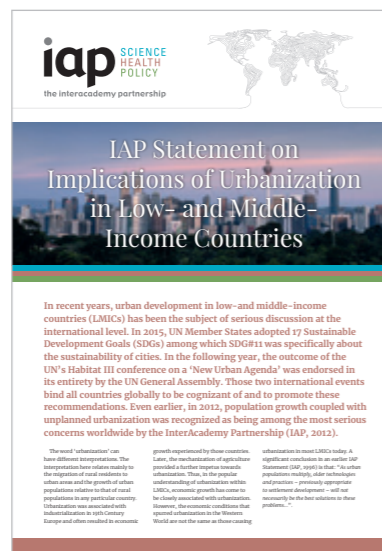 iap SCIENCE
HEALTH
POLICY
the interacademy partnership
IAP Statement on
Implications of Urbanization
in Low- and Middle-
Income Countries
In recent years, urban development in low-and middle-income
countries (LMICs) has been the subject of serious discussion at the
international level. In 2015, UN Member States adopted 17 Sustainable
Development Goals (SDGs) among which SDG#11 was specifically about
the sustainability of cities. In the following year, the outcome of the
UN’s Habitat III conference on a ‘New Urban Agenda’ was endorsed in
its entirety by the UN General Assembly. Those two international events
bind all countries globally to be cognizant of and to promote these
recommendations. Even earlier, in 2012, population growth coupled with
unplanned urbanization was recognized as being among the most serious
concerns worldwide by the InterAcademy Partnership (IAP, 2012).
The word ‘urbanization’ can
have different interpretations. The
interpretation here relates mainly to
the migration of rural residents to
urban areas and the growth of urban
populations relative to that of rural
populations in any particular country.
Urbanization was associated with
industrialization in 19th Century
Europe and often resulted in economic
growth experienced by those countries.
Later, the mechanization of agriculture
provided a further impetus towards
urbanization. Thus, in the popular
understanding of urbanization within
LMICs, economic growth has come to
be closely associated with urbanization.
However, the economic conditions that
spurred urbanization in the Western
World are not the same as those causing
urbanization in most LMICs today. A
significant conclusion in an earlier IAP
Statement (IAP, 1996) is that: “As urban
populations multiply, older technologies
and practices – previously appropriate
to settlement development – will not
necessarily be the best solutions to these
problems...”.